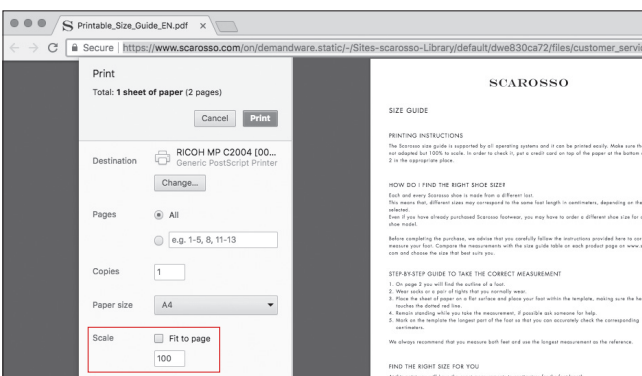 Printable_Size_Guide_EN.pdf
Secure https://www.scarosso.com/on/demandware.static/-/Sites-scarosso-Library/default/dwe830ca72/files/customer_servic
Print
Total: 1 sheet of paper (2 pages)
Cancel Print
Destination RICOH MP C2004 [00...
Generic PostScript Printer
Change...
Pages All
e.g. 1-5, 8, 11-13
Copies 1
Paper size A4
Scale Fit to page
100
SCAROSSO
SIZE GUIDE
PRINTING INSTRUCTIONS
The Scarosso size guide is supported by all operating systems and it can be printed easily. Make sure
not adapted but 100% to scale. In order to check it, put a credit card on top of the paper at the bottom
2 in the appropriate place.
HOW DO I FIND THE RIGHT SHOE SIZE?
Each and every Scarosso shoe is made from a different last.
This means that, different sizes may correspond to the same foot length in centimeters, depending on the
selected.
Even if you have already purchased Scarosso footwear, you may have to order a different shoe size for
shoe model.
Before completing the purchase, we advise that you carefully follow the instructions provided here to
measure your foot. Compare the measurements with the size guide table on each product page on
com and choose the size that best suits you.
STEP-BY-STEP GUIDE TO TAKE THE CORRECT MEASUREMENT
1. On page 2 you will find the outline of a foot.
2. Wear socks or a pair of tights that you normally wear.
3. Place the sheet of paper on a flat surface and place your foot within the template, making sure the
touches the dotted red line.
4. Remain standing while you take the measurement, if possible ask someone for help.
5. Mark on the template the longest part of the foot so that you can accurately check the corresponding
centimeters.
We always recommend that you measure both feet and use the longest measurement as the reference.
FIND THE RIGHT SIZE FOR YOU